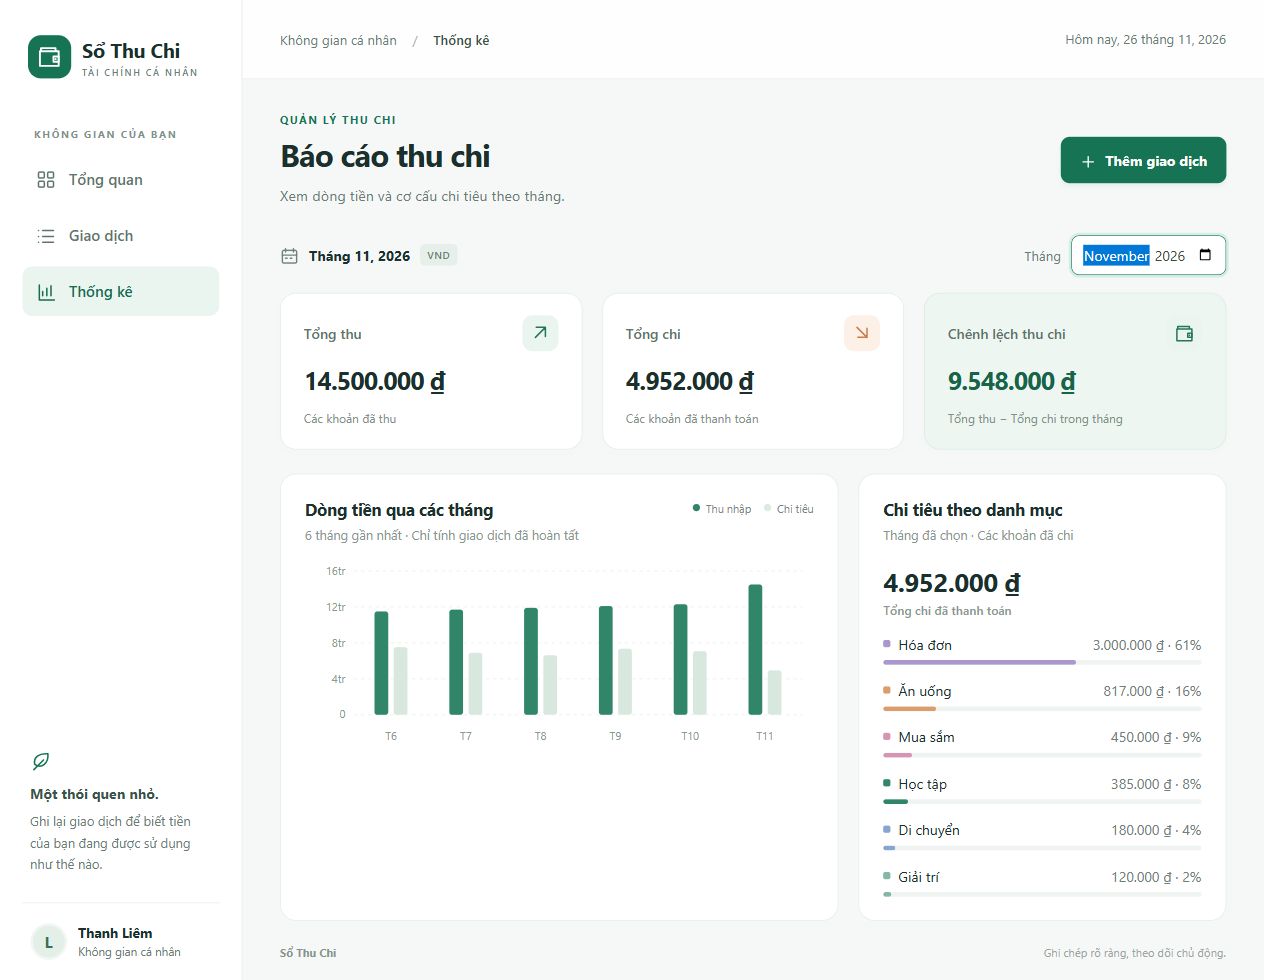 Sổ Thu Chi
TÀI CHÍNH CÁ NHÂN
KHÔNG GIAN CỦA BẠN
Tổng quan
Giao dịch
Thống kê
Một thói quen nhỏ.
Ghi lại giao dịch để biết tiền
của bạn đang được sử dụng
như thế nào.
L
Thanh Liêm
Không gian cá nhân
Không gian cá nhân / Thống kê
Hôm nay, 26 tháng 11, 2026
QUẢN LÝ THU CHI
Báo cáo thu chi
Xem dòng tiền và cơ cấu chi tiêu theo tháng.
Thêm giao dịch
Tháng 11, 2026 VND
Tháng November 2026
Tổng thu
14.500.000 ₫
Các khoản đã thu
Tổng chi
4.952.000 ₫
Các khoản đã thanh toán
Chênh lệch thu chi
9.548.000 ₫
Tổng thu − Tổng chi trong tháng
Dòng tiền qua các tháng
6 tháng gần nhất · Chỉ tính giao dịch đã hoàn tất
Thu nhập Chi tiêu
16tr
12tr
8tr
4tr
0
T6 T7 T8 T9 T10 T11
Chi tiêu theo danh mục
Tháng đã chọn · Các khoản đã chi
4.952.000 ₫
Tổng chi đã thanh toán
Hóa đơn 3.000.000 ₫ · 61%
Ăn uống 817.000 ₫ · 16%
Mua sắm 450.000 ₫ · 9%
Học tập 385.000 ₫ · 8%
Di chuyển 180.000 ₫ · 4%
Giải trí 120.000 ₫ · 2%
Sổ Thu Chi
Ghi chép rõ ràng, theo dõi chủ động.